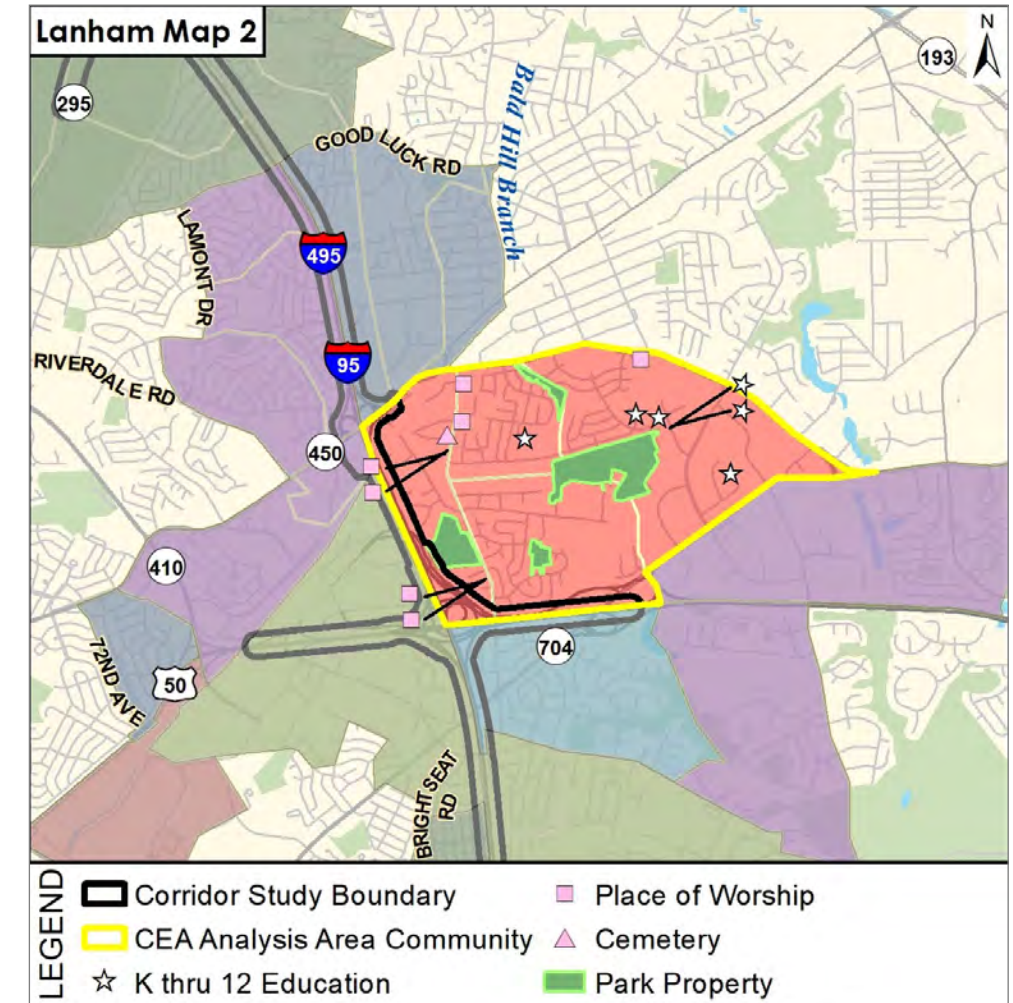 Lanham Map 2
N
193
295
Bald Hill Branch
GOOD LUCK RD
LAMONT DR
495
RIVERDALE RD
95
450
410
72ND AVE
50
704
BRIGHTSEAT
RD
LEGEND
Corridor Study Boundary
Place of Worship
CEA Analysis Area Community
Cemetery
K thru 12 Education
Park Property